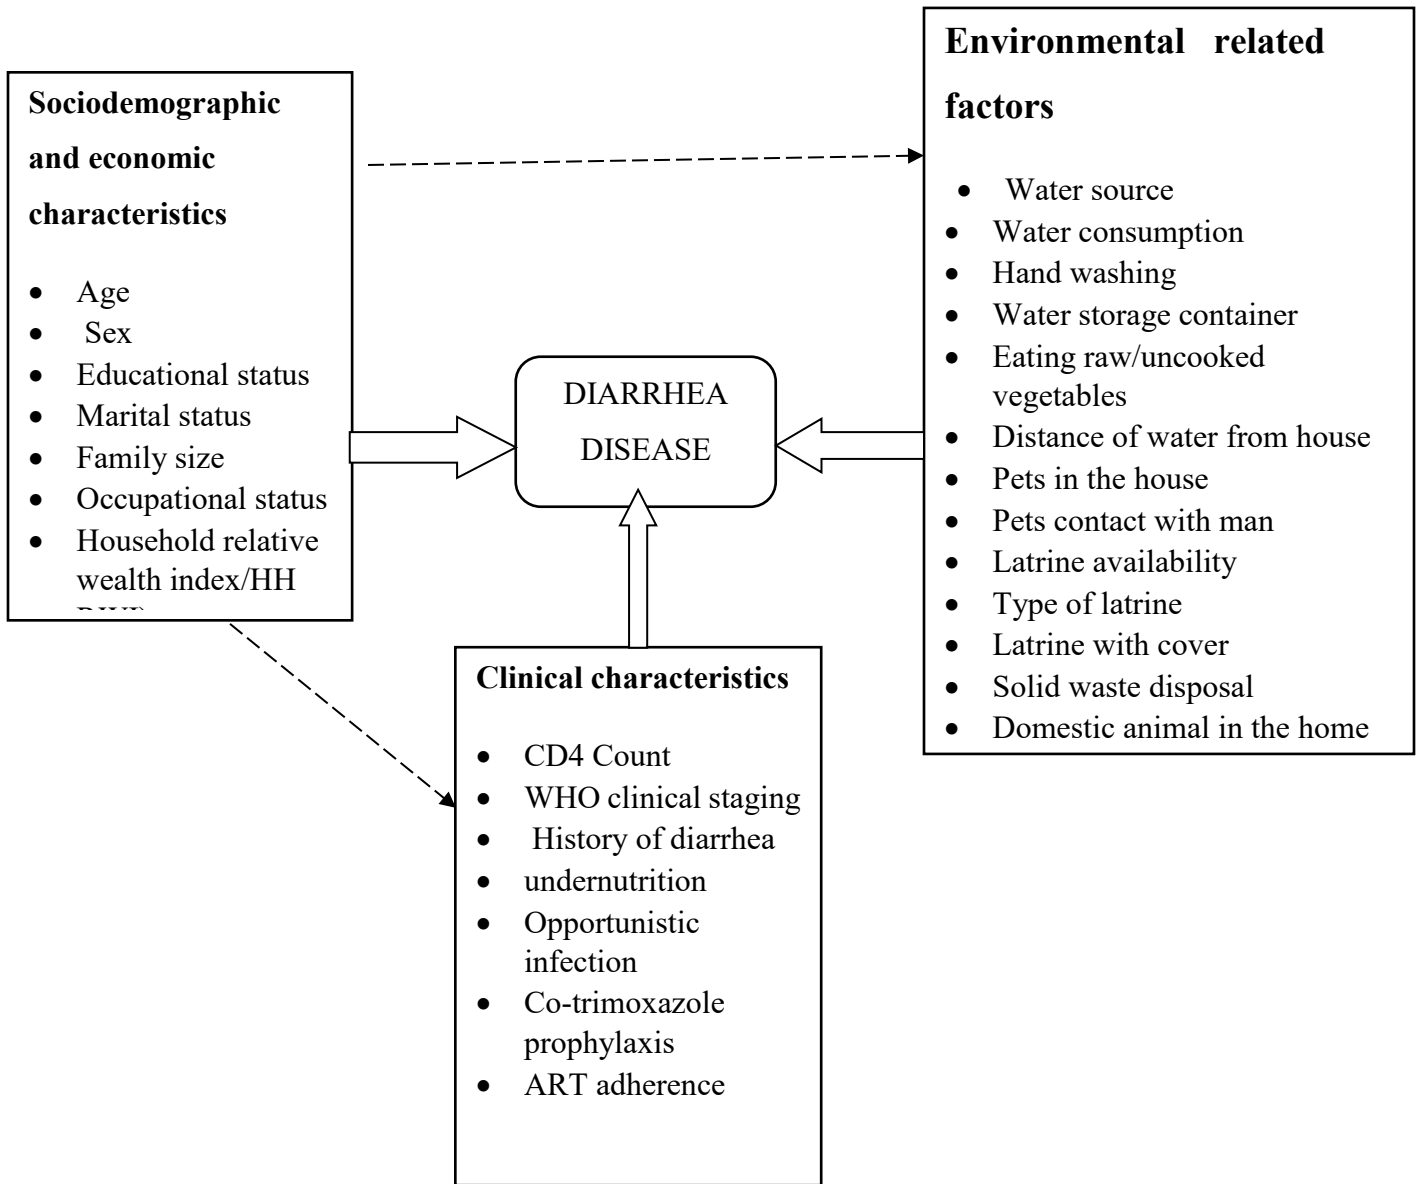 Sociodemographic
and economic
characteristics
• Age
• Sex
• Educational status
• Marital status
• Family size
• Occupational status
• Household relative
wealth index/HH
DIARRHEA
DISEASE
Environmental related
factors
• Water source
• Water consumption
• Hand washing
• Water storage container
• Eating raw/uncooked
vegetables
• Distance of water from house
• Pets in the house
• Pets contact with man
• Latrine availability
• Type of latrine
• Latrine with cover
• Solid waste disposal
• Domestic animal in the home
Clinical characteristics
• CD4 Count
• WHO clinical staging
• History of diarrhea
• undernutrition
• Opportunistic
infection
• Co-trimoxazole
prophylaxis
• ART adherence